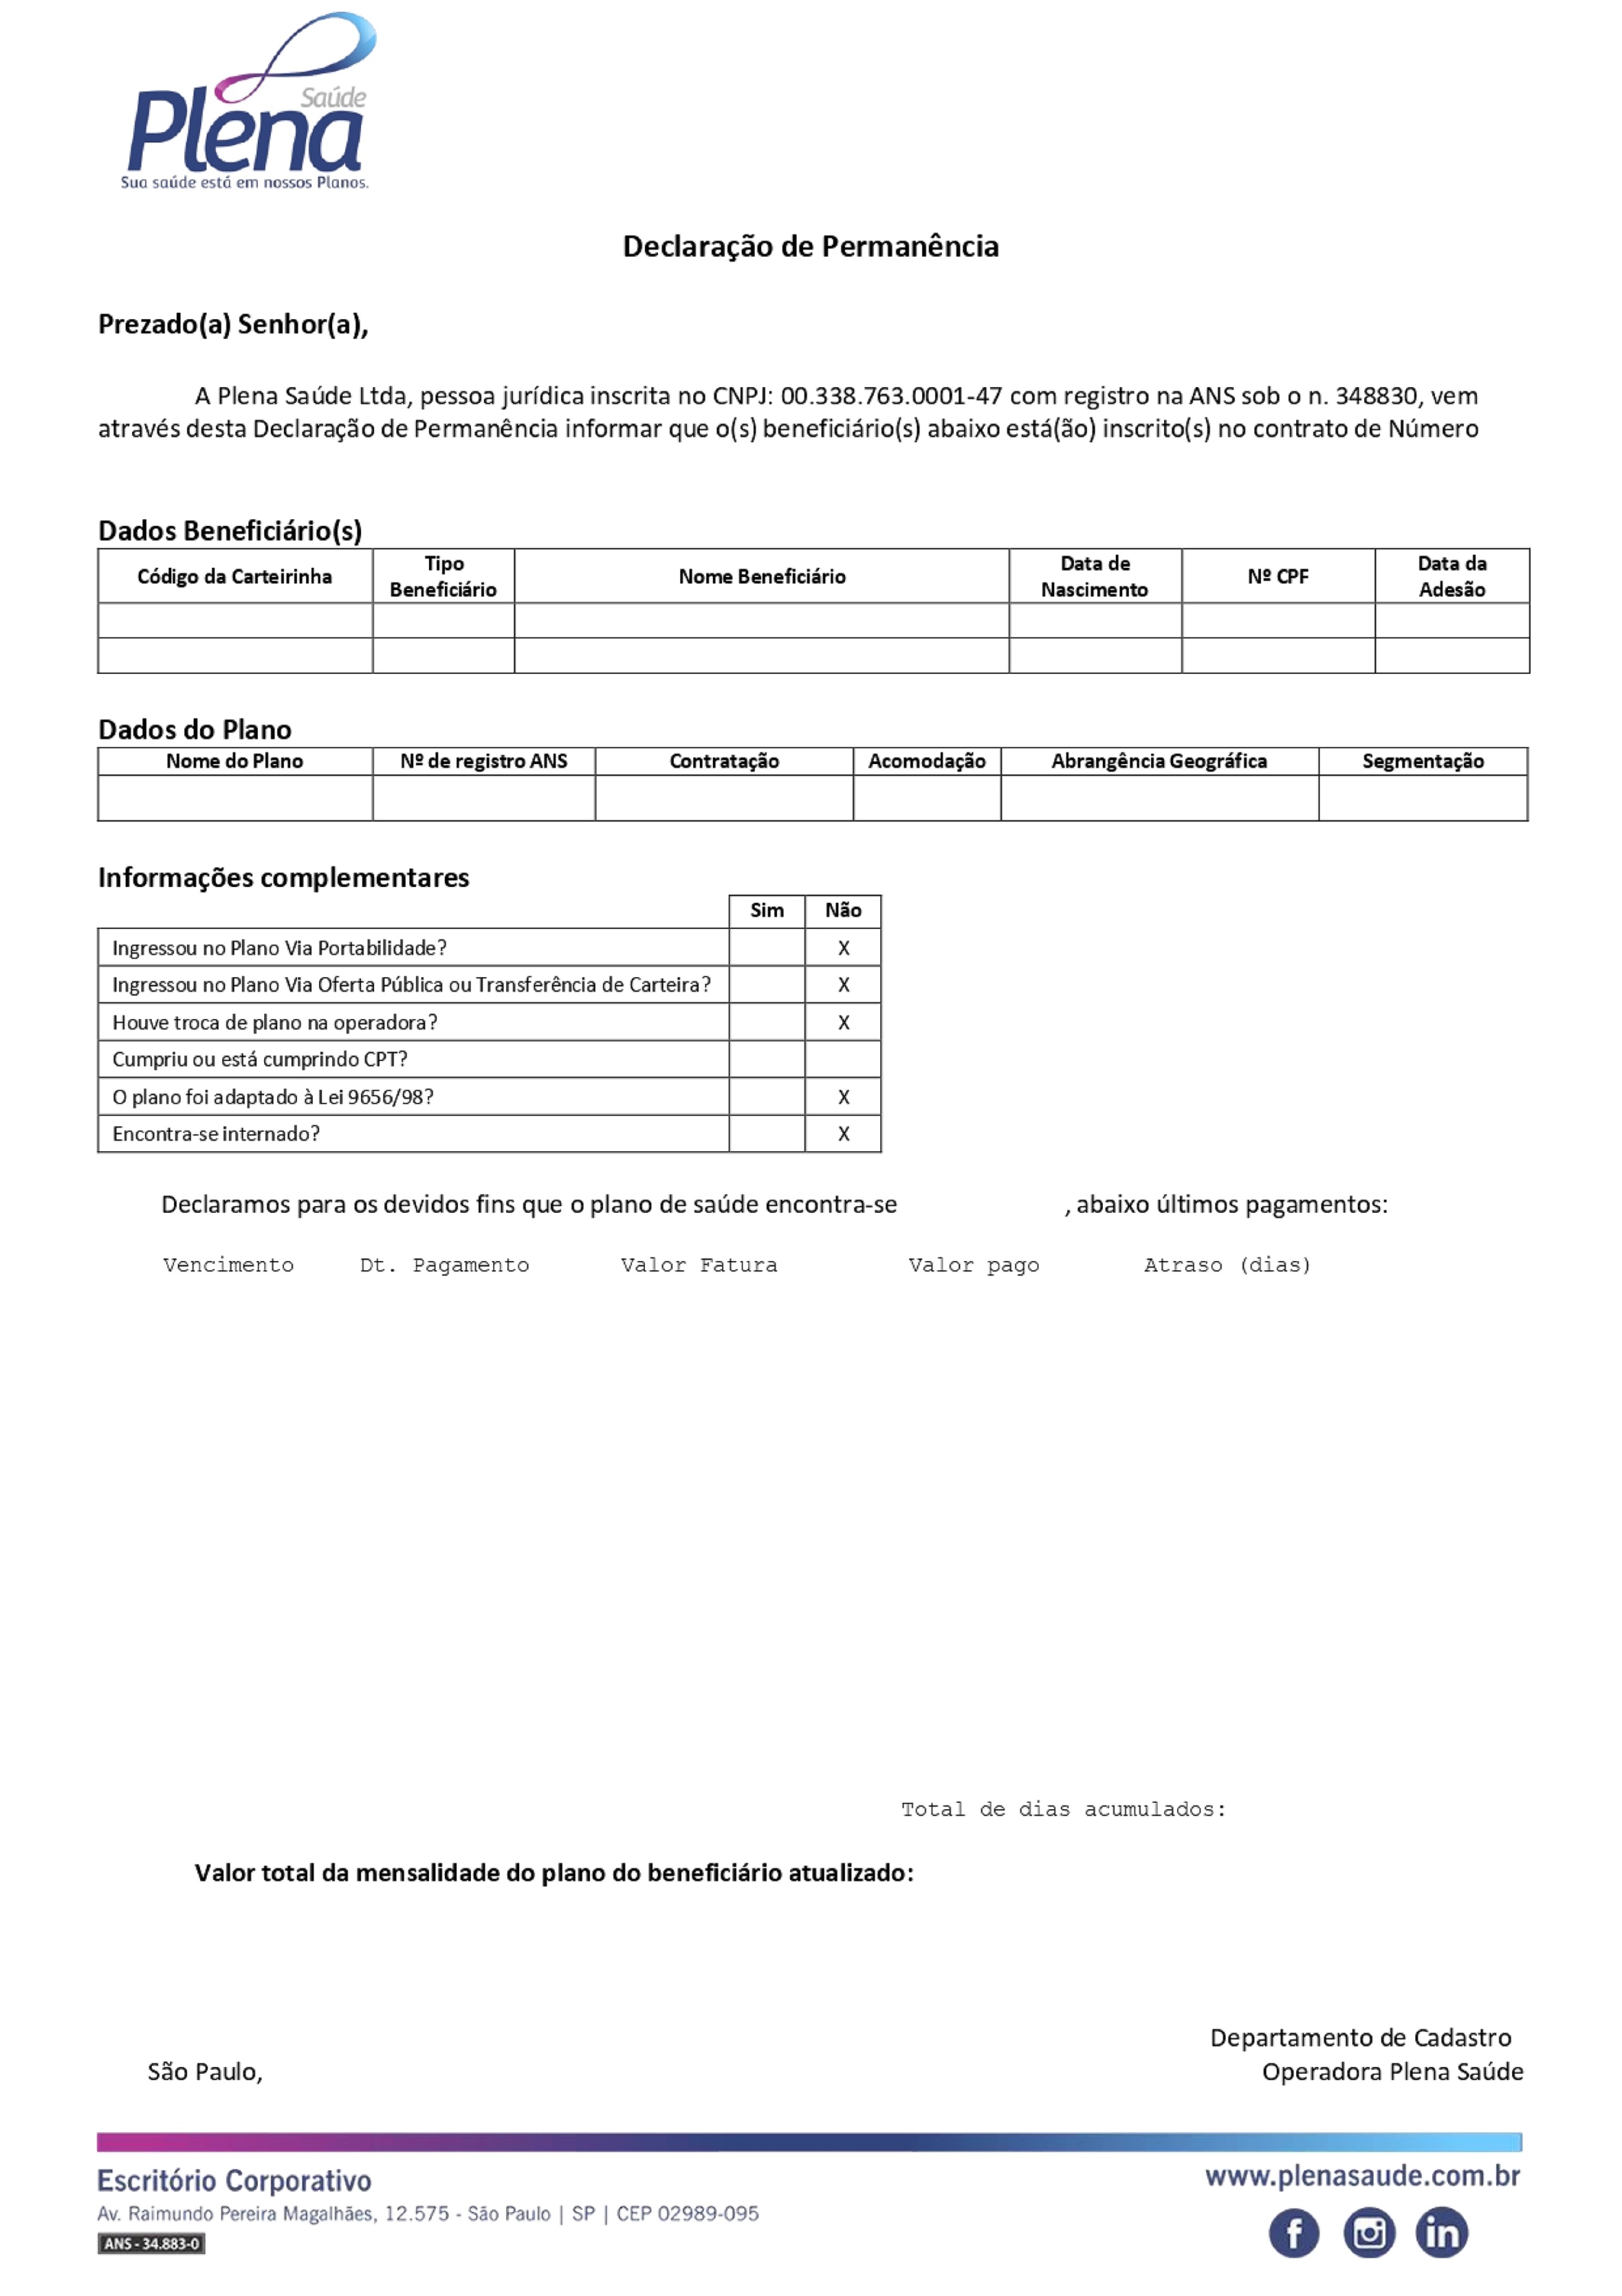 Plena
Saúde
Sua saúde está em nossos Planos.
Declaração de Permanência
Prezado(a) Senhor(a),
A Plena Saúde Ltda, pessoa jurídica inscrita no CNPJ: 00.338.763.0001-47 com registro na ANS sob o n. 348830, vem
através desta Declaração de Permanência informar que o(s) beneficiário(s) abaixo está(ão) inscrito(s) no contrato de Número
Dados Beneficiário(s)
Código da Carteirinha Tipo Beneficiário Nome Beneficiário Data de Nascimento Nº CPF Data da Adesão
Dados do Plano
Nome do Plano Nº de registro ANS Contratação Acomodação Abrangência Geográfica Segmentação
Informações complementares
Sim Não
Ingressou no Plano Via Portabilidade? X
Ingressou no Plano Via Oferta Pública ou Transferência de Carteira? X
Houve troca de plano na operadora? X
Cumpriu ou está cumprindo CPT?
O plano foi adaptado à Lei 9656/98? X
Encontra-se internado? X
Declaramos para os devidos fins que o plano de saúde encontra-se , abaixo últimos pagamentos:
Vencimento Dt. Pagamento Valor Fatura Valor pago Atraso (dias)
Total de dias acumulados:
Valor total da mensalidade do plano do beneficiário atualizado:
Departamento de Cadastro
São Paulo, Operadora Plena Saúde
Escritório Corporativo www.plenasaude.com.br
Av. Raimundo Pereira Magalhães, 12.575 - São Paulo | SP | CEP 02989-095
ANS - 34.883-0